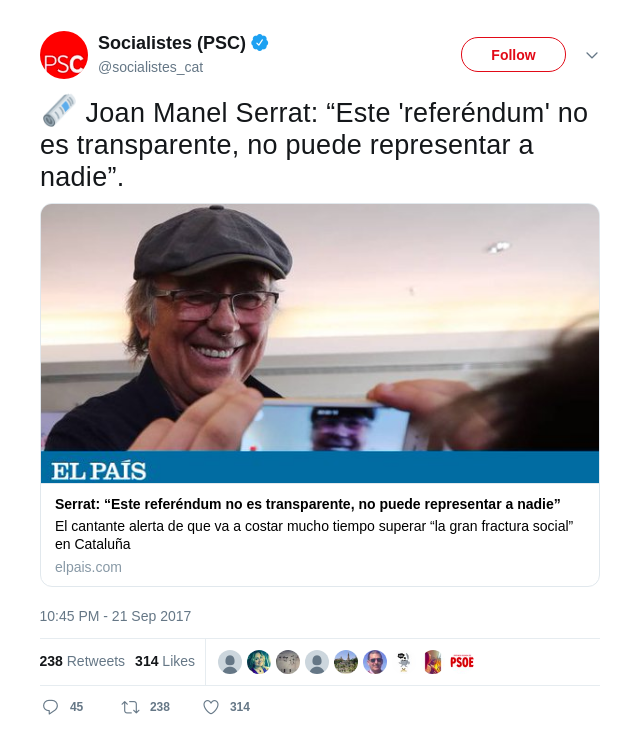 PSC
Socialistes (PSC)
@socialistes_cat
Follow
Joan Manel Serrat: “Este 'referéndum' no
es transparente, no puede representar a
nadie”.
EL PAÍS
Serrat: “Este referéndum no es transparente, no puede representar a nadie”
El cantante alerta de que va a costar mucho tiempo superar “la gran fractura social”
en Cataluña
elpais.com
10:45 PM - 21 Sep 2017
238 Retweets 314 Likes
PSOE
45 238 314